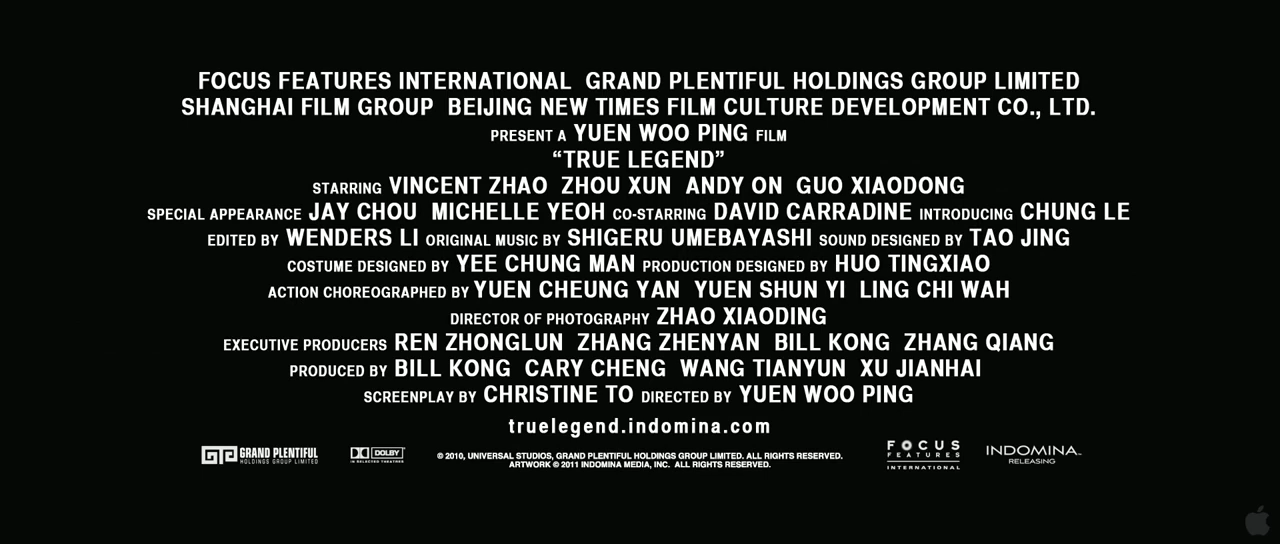 FOCUS FEATURES INTERNATIONAL GRAND PLENTIFUL HOLDINGS GROUP LIMITED
SHANGHAI FILM GROUP BEIJING NEW TIMES FILM CULTURE DEVELOPMENT CO., LTD.
PRESENT A YUEN WOO PING FILM
“TRUE LEGEND”
STARRING VINCENT ZHAO ZHOU XUN ANDY ON GUO XIAODONG
SPECIAL APPEARANCE JAY CHOU MICHELLE YEOH CO-STARRING DAVID CARRADINE INTRODUCING CHUNG LE
EDITED BY WENDERS LI ORIGINAL MUSIC BY SHIGERU UMEBAYASHI SOUND DESIGNED BY TAO JING
COSTUME DESIGNED BY YEE CHUNG MAN PRODUCTION DESIGNED BY HUO TINGXIAO
ACTION CHOREOGRAPHED BY YUEN CHEUNG YAN YUEN SHUN YI LING CHI WAH
DIRECTOR OF PHOTOGRAPHY ZHAO XIAODING
EXECUTIVE PRODUCERS REN ZHONGLUN ZHANG ZHENYAN BILL KONG ZHANG QIANG
PRODUCED BY BILL KONG CARY CHENG WANG TIANYUN XU JIANHAI
SCREENPLAY BY CHRISTINE TO DIRECTED BY YUEN WOO PING
truelegend.indomina.com
GRAND PLENTIFUL
HOLDINGS GROUP LIMITED
DOLBY
IN SELECTED THEATRES
© 2010, UNIVERSAL STUDIOS, GRAND PLENTIFUL HOLDINGS GROUP LIMITED. ALL RIGHTS RESERVED.
ARTWORK © 2011 INDOMINA MEDIA, INC. ALL RIGHTS RESERVED.
FOCUS
FEATURES
INTERNATIONAL
INDOMINA
RELEASING